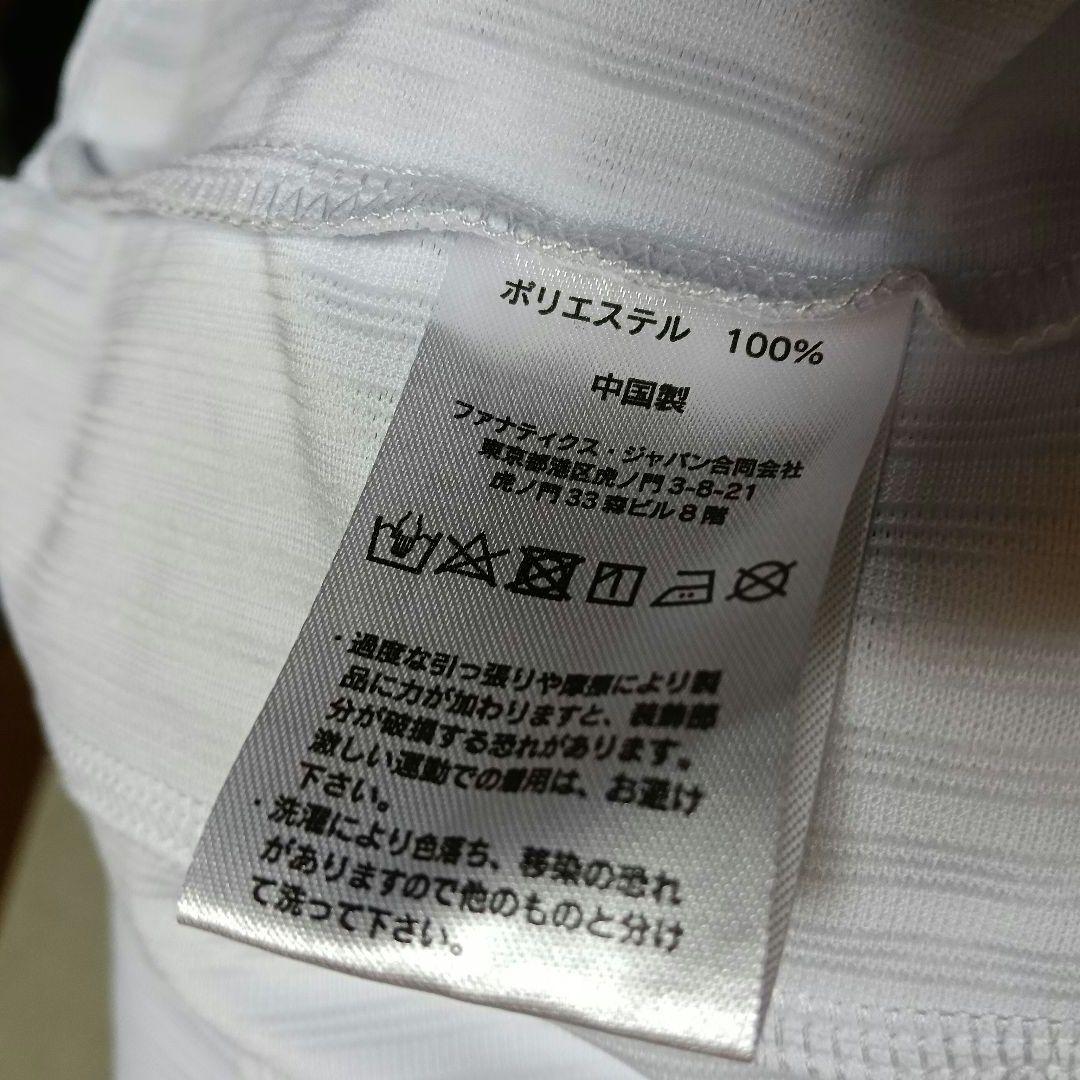 ポリエステル 100%
中国製
ファナティクス・ジャパン合同会社
東京都港区虎ノ門3-8-21
虎ノ門33森ビル8階
・過度な引っ張りや摩擦により製
品に力が加わりますと、装飾部
分が破損する恐れがあります。
激しい運動での着用は、お避け
下さい。
・洗濯により色落ち、移染の恐れ
がありますので他のものと分け
て洗って下さい。